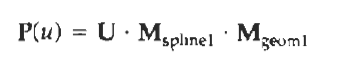 P(u) = U · M_spline1 · M_geom1